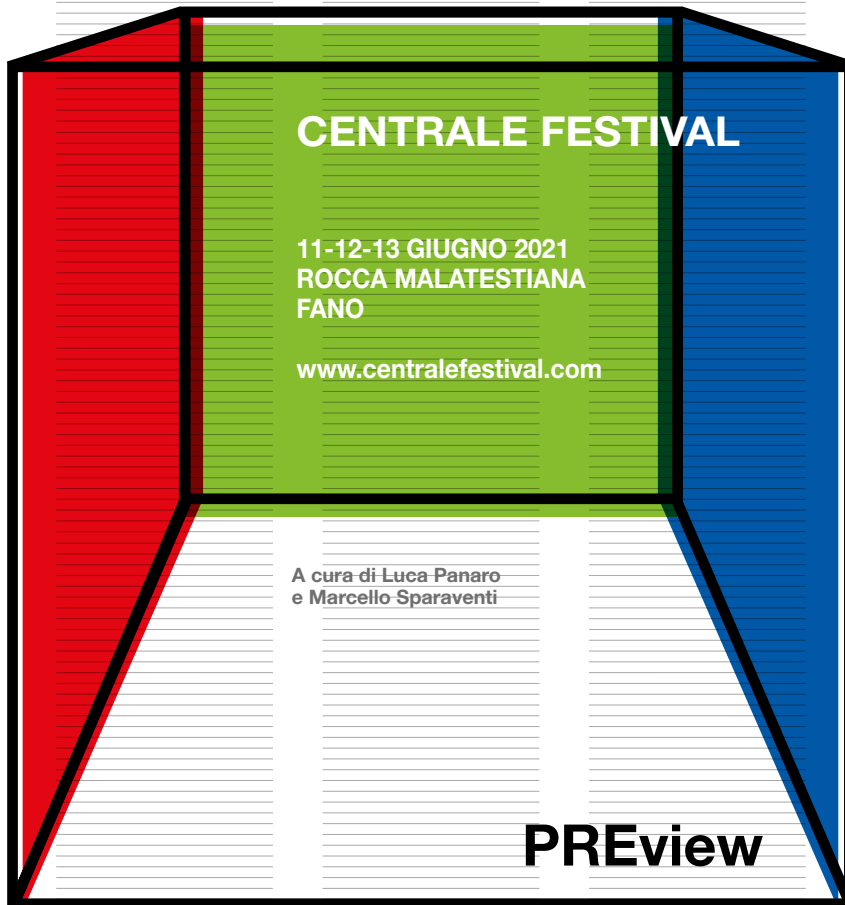 CENTRALE FESTIVAL
11-12-13 GIUGNO 2021
ROCCA MALATESTIANA
FANO
www.centralefestival.com
A cura di Luca Panaro
e Marcello Sparaventi
PREview